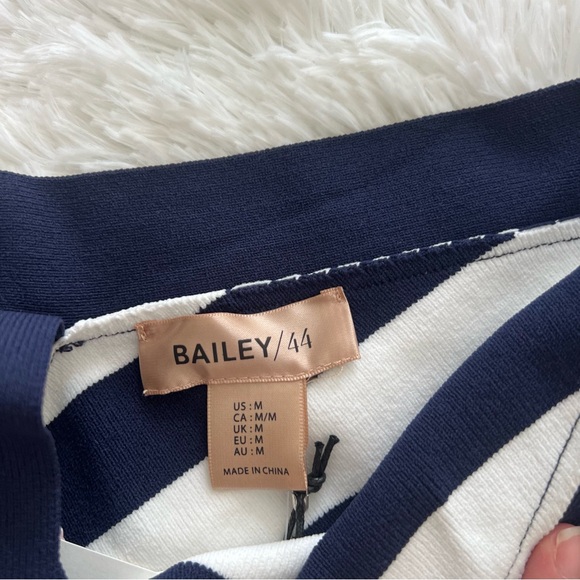 BAILEY/44
US : M
CA : M/M
UK : M
EU : M
AU : M
MADE IN CHINA